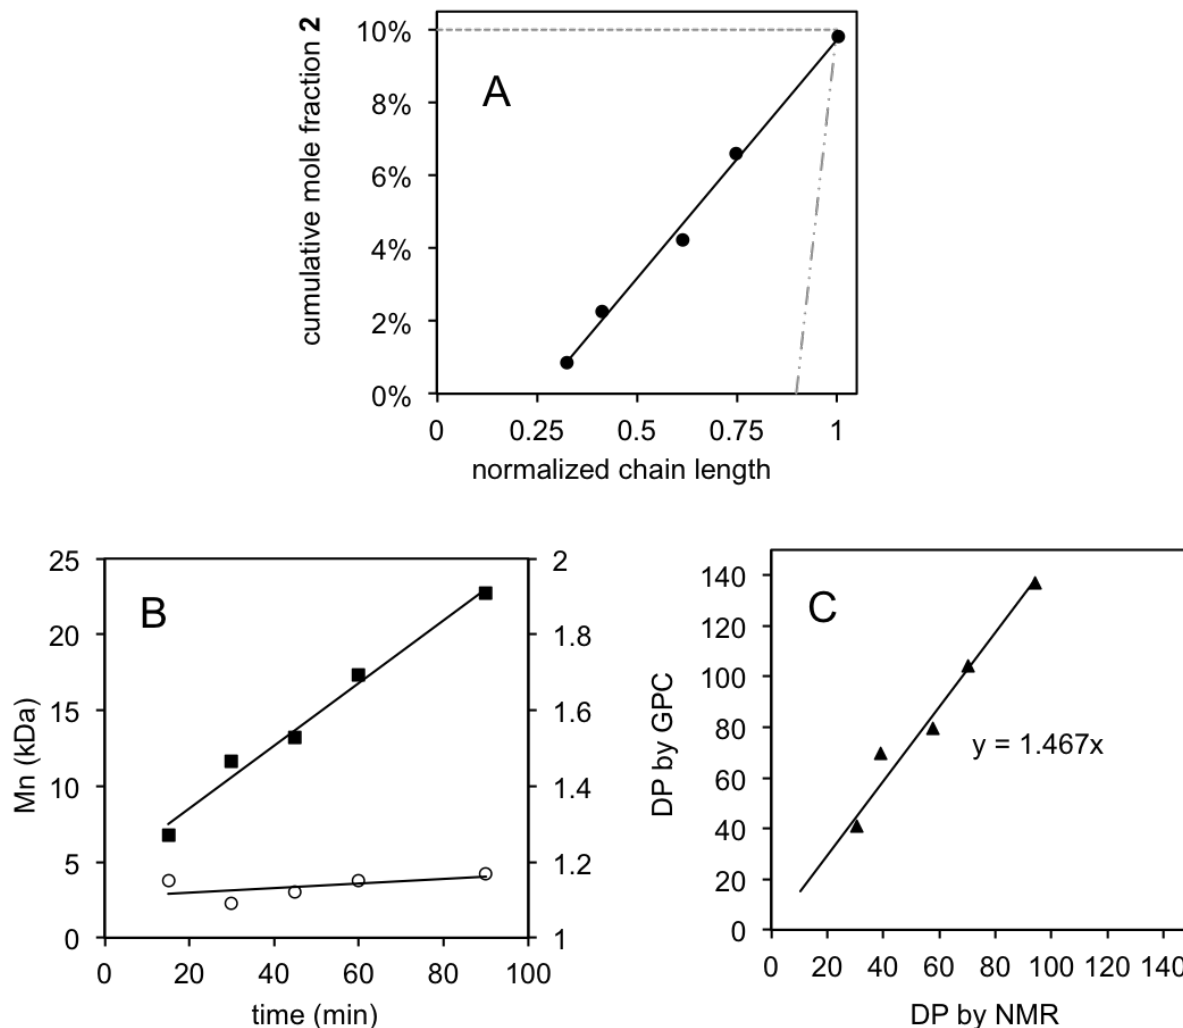 A
cumulative mole fraction 2
10%
8%
6%
4%
2%
0%
0 0.25 0.5 0.75 1
normalized chain length
B
Mn (kDa)
25
20
15
10
5
0
2
1.8
1.6
1.4
1.2
1
0 20 40 60 80 100
time (min)
C
DP by GPC
140
120
100
80
60
40
20
0
y = 1.467x
0 20 40 60 80 100 120 140
DP by NMR